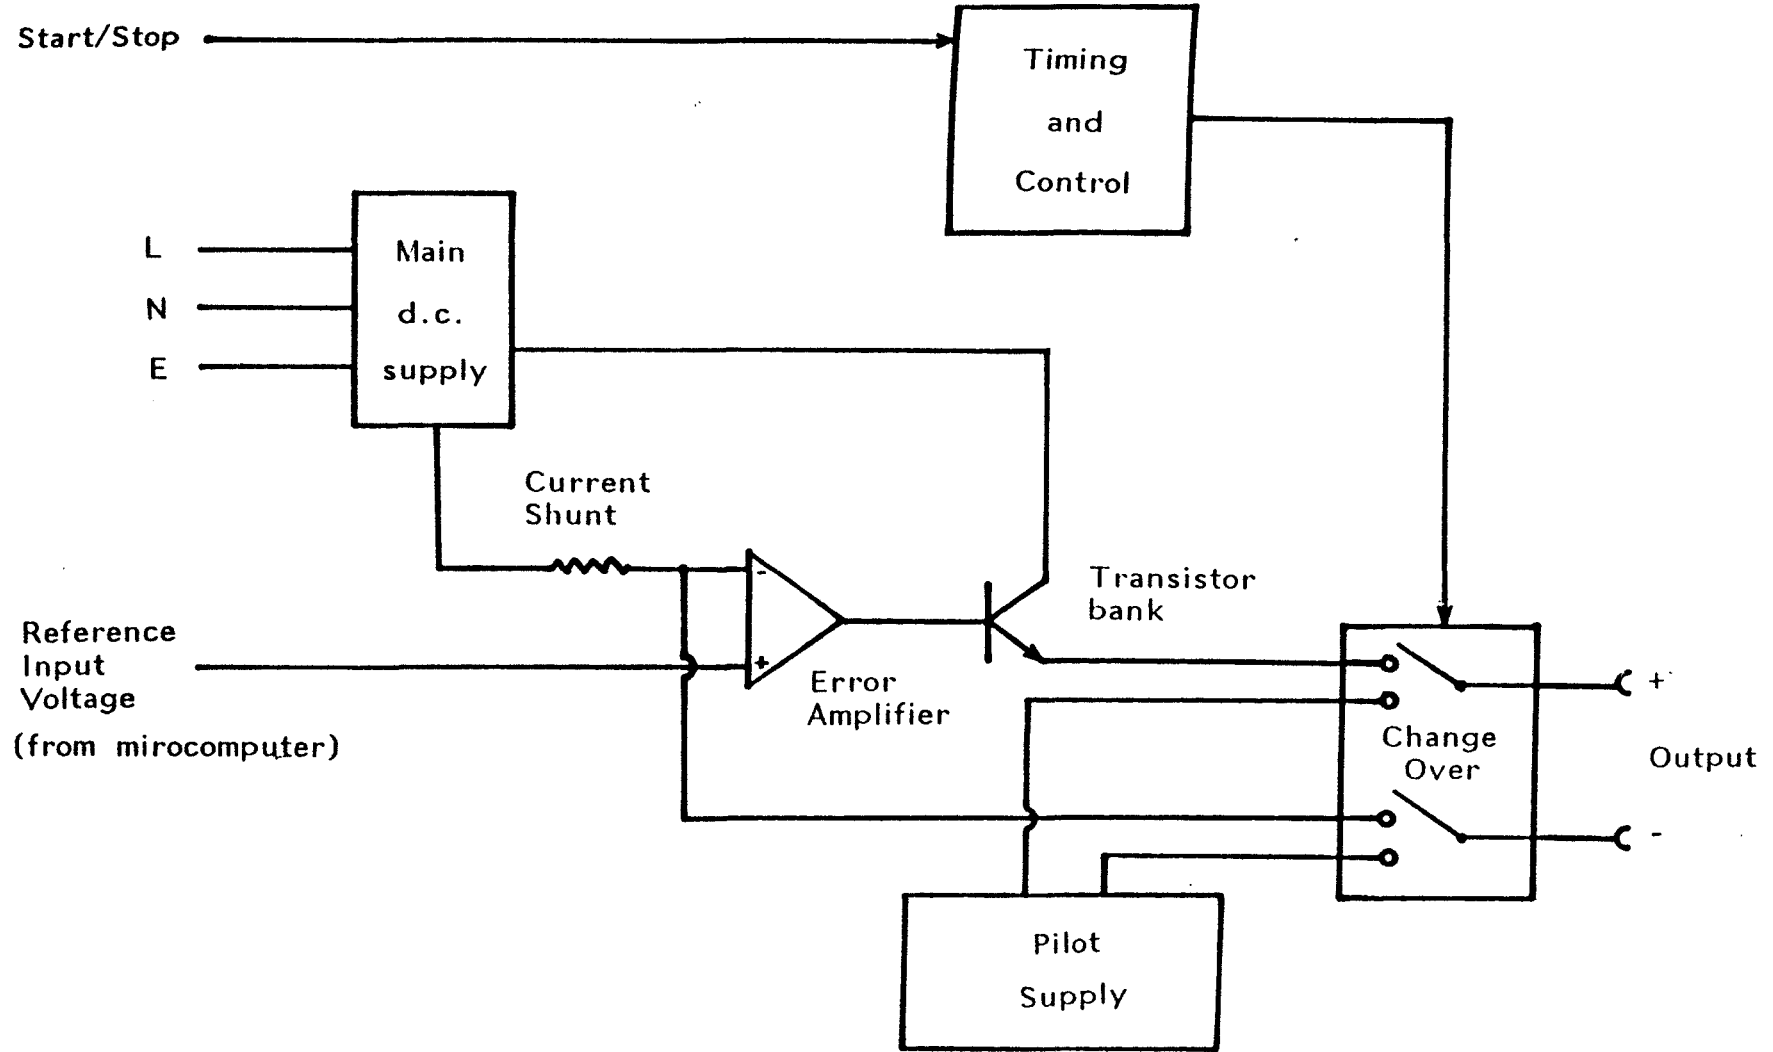 Start/Stop
Timing
and
Control
L
N
E
Main
d.c.
supply
Current
Shunt
-
+
Transistor
bank
Reference
Input
Voltage
(from mirocomputer)
Error
Amplifier
Change
Over
+
Output
-
Pilot
Supply